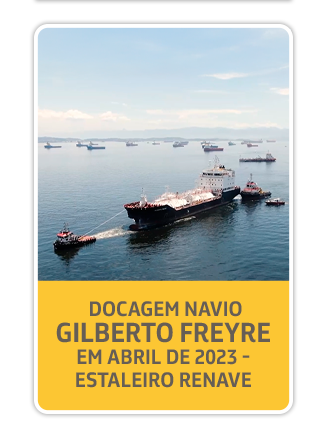 DOCAGEM NAVIO
GILBERTO FREYRE
EM ABRIL DE 2023 -
ESTALEIRO RENAVE